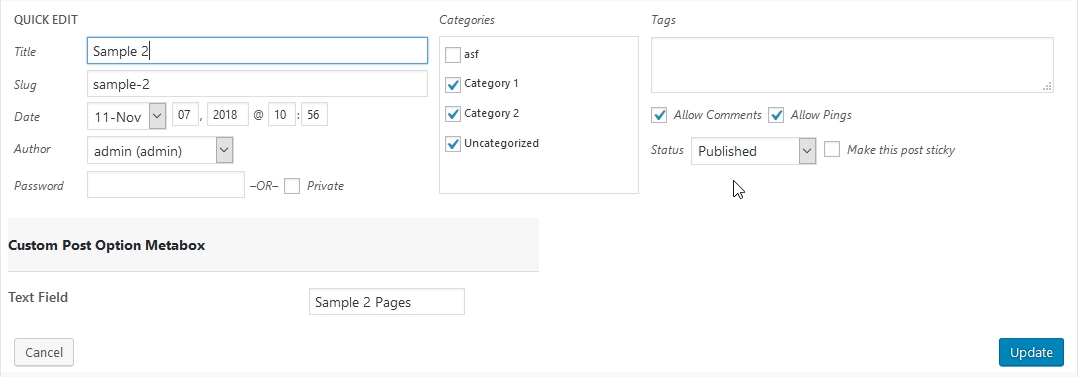 QUICK EDIT
Title Sample 2
Slug sample-2
Date 11-Nov 07 , 2018 @ 10 : 56
Author admin (admin)
Password –OR– Private
Categories
asf
Category 1
Category 2
Uncategorized
Tags
Allow Comments Allow Pings
Status Published Make this post sticky
Custom Post Option Metabox
Text Field Sample 2 Pages
Cancel Update